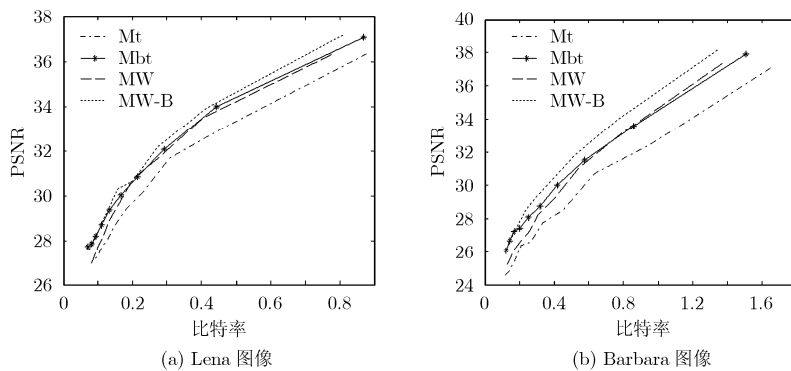 38
36
34
32
30
28
26
PSNR
Mt
Mbt
MW
MW-B
0 0.2 0.4 0.6 0.8
比特率
(a) Lena 图像
40
38
36
34
32
30
28
26
24
PSNR
Mt
Mbt
MW
MW-B
0 0.4 0.8 1.2 1.6
比特率
(b) Barbara 图像